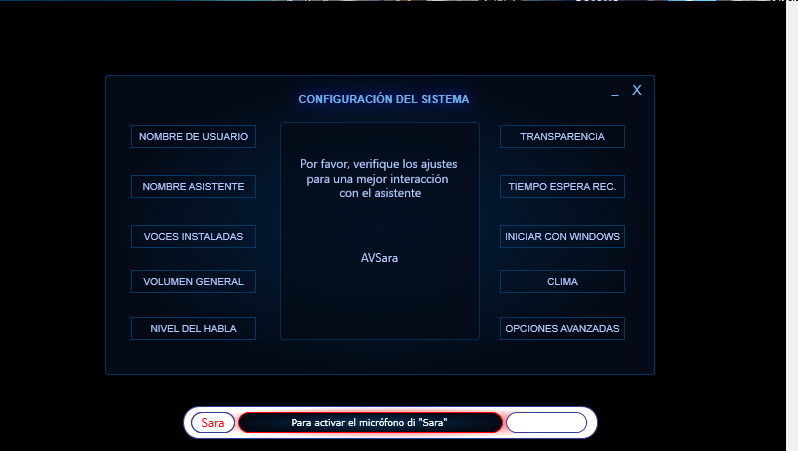 CONFIGURACIÓN DEL SISTEMA
_ X
NOMBRE DE USUARIO
NOMBRE ASISTENTE
VOCES INSTALADAS
VOLUMEN GENERAL
NIVEL DEL HABLA
Por favor, verifique los ajustes
para una mejor interacción
con el asistente
AVSara
TRANSPARENCIA
TIEMPO ESPERA REC.
INICIAR CON WINDOWS
CLIMA
OPCIONES AVANZADAS
Sara
Para activar el micrófono di "Sara"